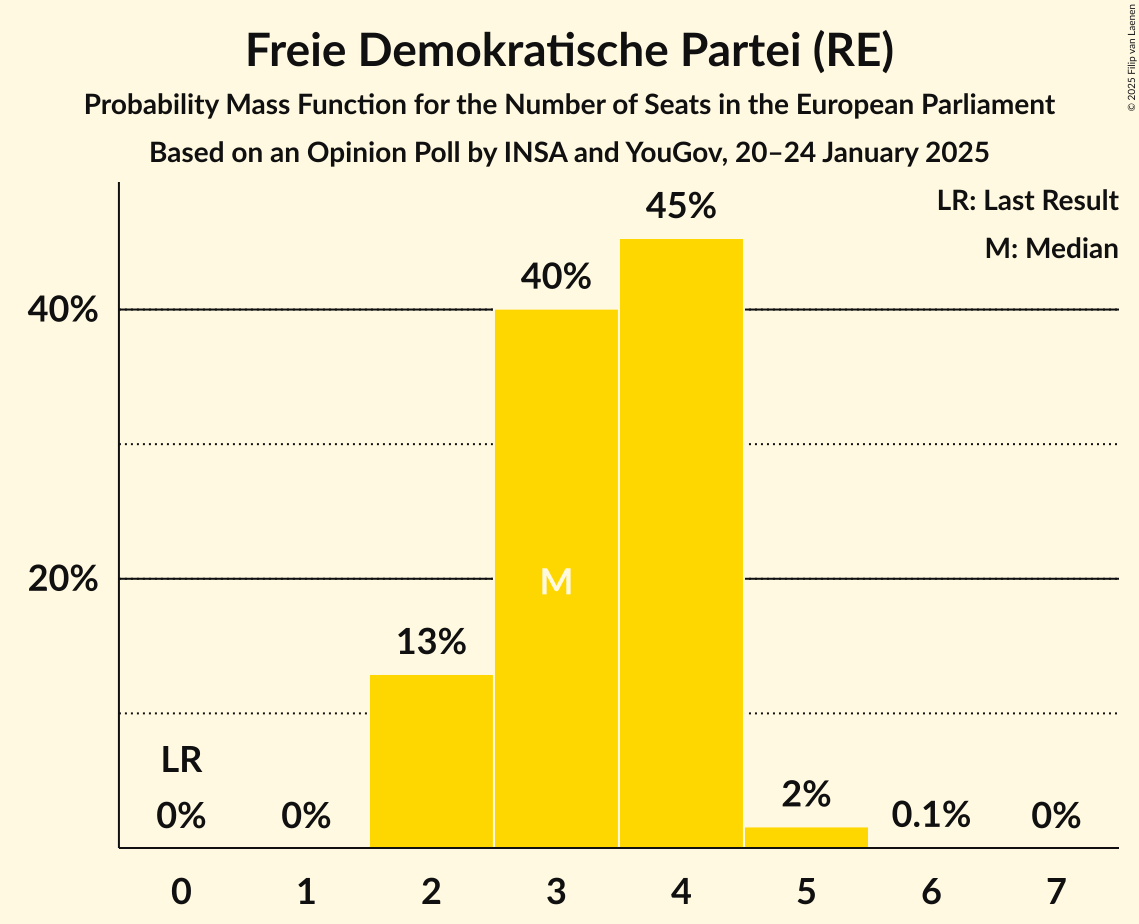 Freie Demokratische Partei (RE)
Probability Mass Function for the Number of Seats in the European Parliament
Based on an Opinion Poll by INSA and YouGov, 20–24 January 2025
© 2025 Filip van Laenen
LR: Last Result
M: Median
45%
40%
40%
20%
M
13%
LR
0%
0%
2%
0.1%
0%
0 1 2 3 4 5 6 7